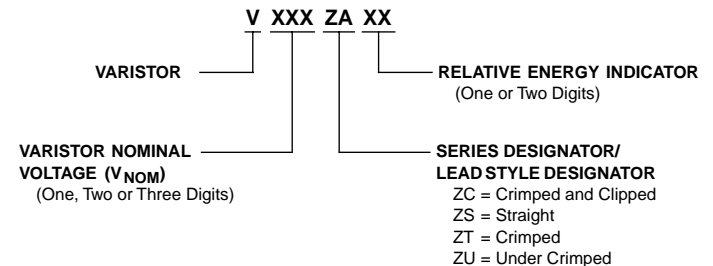 V XXX ZA XX
VARISTOR
RELATIVE ENERGY INDICATOR
(One or Two Digits)
VARISTOR NOMINAL
VOLTAGE (VNOM)
(One, Two or Three Digits)
SERIES DESIGNATOR/
LEAD STYLE DESIGNATOR
ZC = Crimped and Clipped
ZS = Straight
ZT = Crimped
ZU = Under Crimped